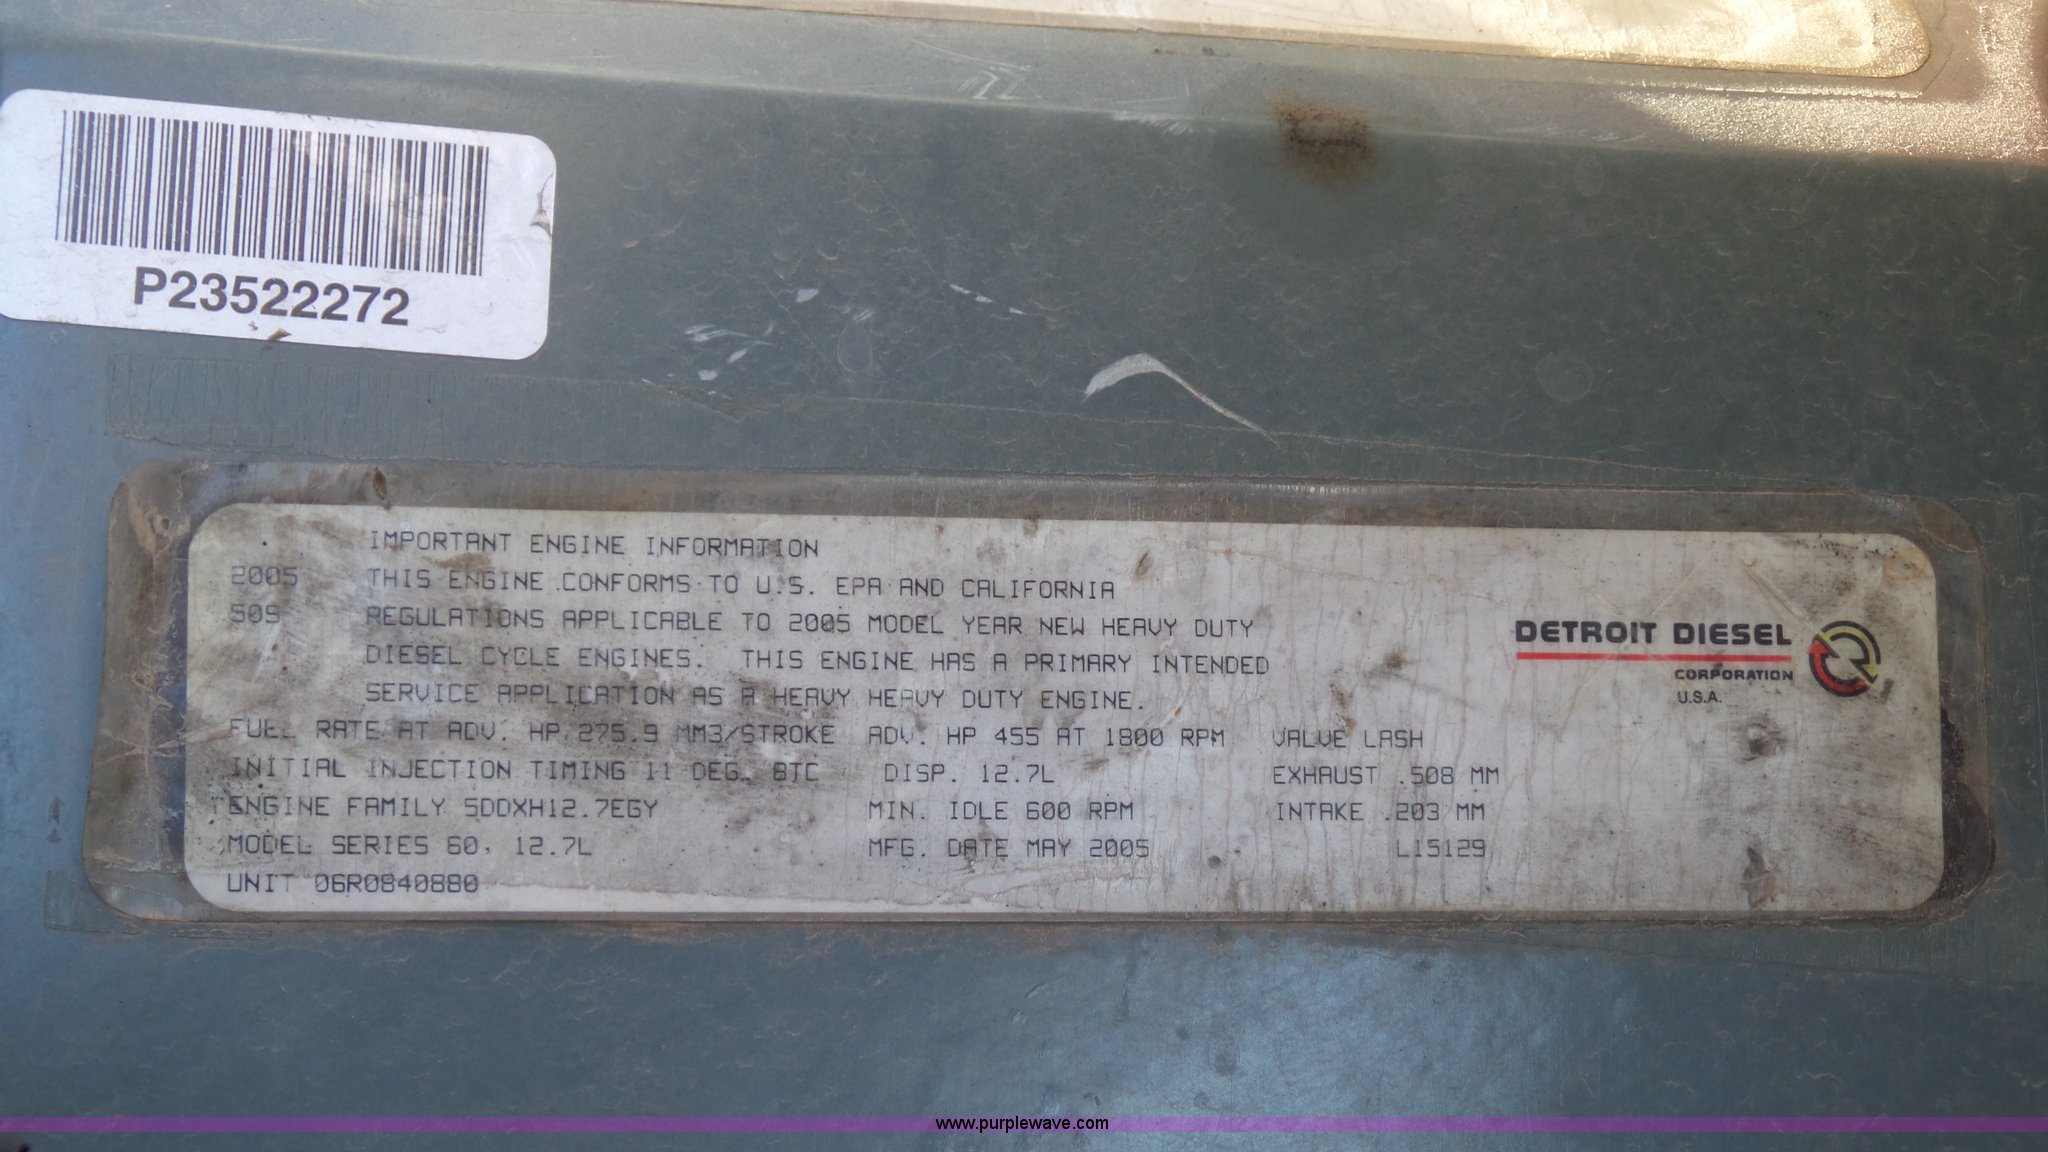 P23522272
IMPORTANT ENGINE INFORMATION
2005 THIS ENGINE CONFORMS TO U.S. EPA AND CALIFORNIA
509 REGULATIONS APPLICABLE TO 2005 MODEL YEAR NEW HEAVY DUTY
DIESEL CYCLE ENGINES. THIS ENGINE HAS A PRIMARY INTENDED
SERVICE APPLICATION AS A HEAVY HEAVY DUTY ENGINE.
DETROIT DIESEL
CORPORATION
U.S.A.
FUEL RATE AT ADV. HP 275.9 MM3/STROKE ADV. HP 455 AT 1800 RPM VALVE LASH
INITIAL INJECTION TIMING 11 DEG. BTC DISP. 12.7L EXHAUST .508 MM
ENGINE FAMILY 5DDXH12.7EGY MIN. IDLE 600 RPM INTAKE .203 MM
MODEL SERIES 60, 12.7L MFG. DATE MAY 2005 L15129
UNIT 06R0840880
www.purplewave.com